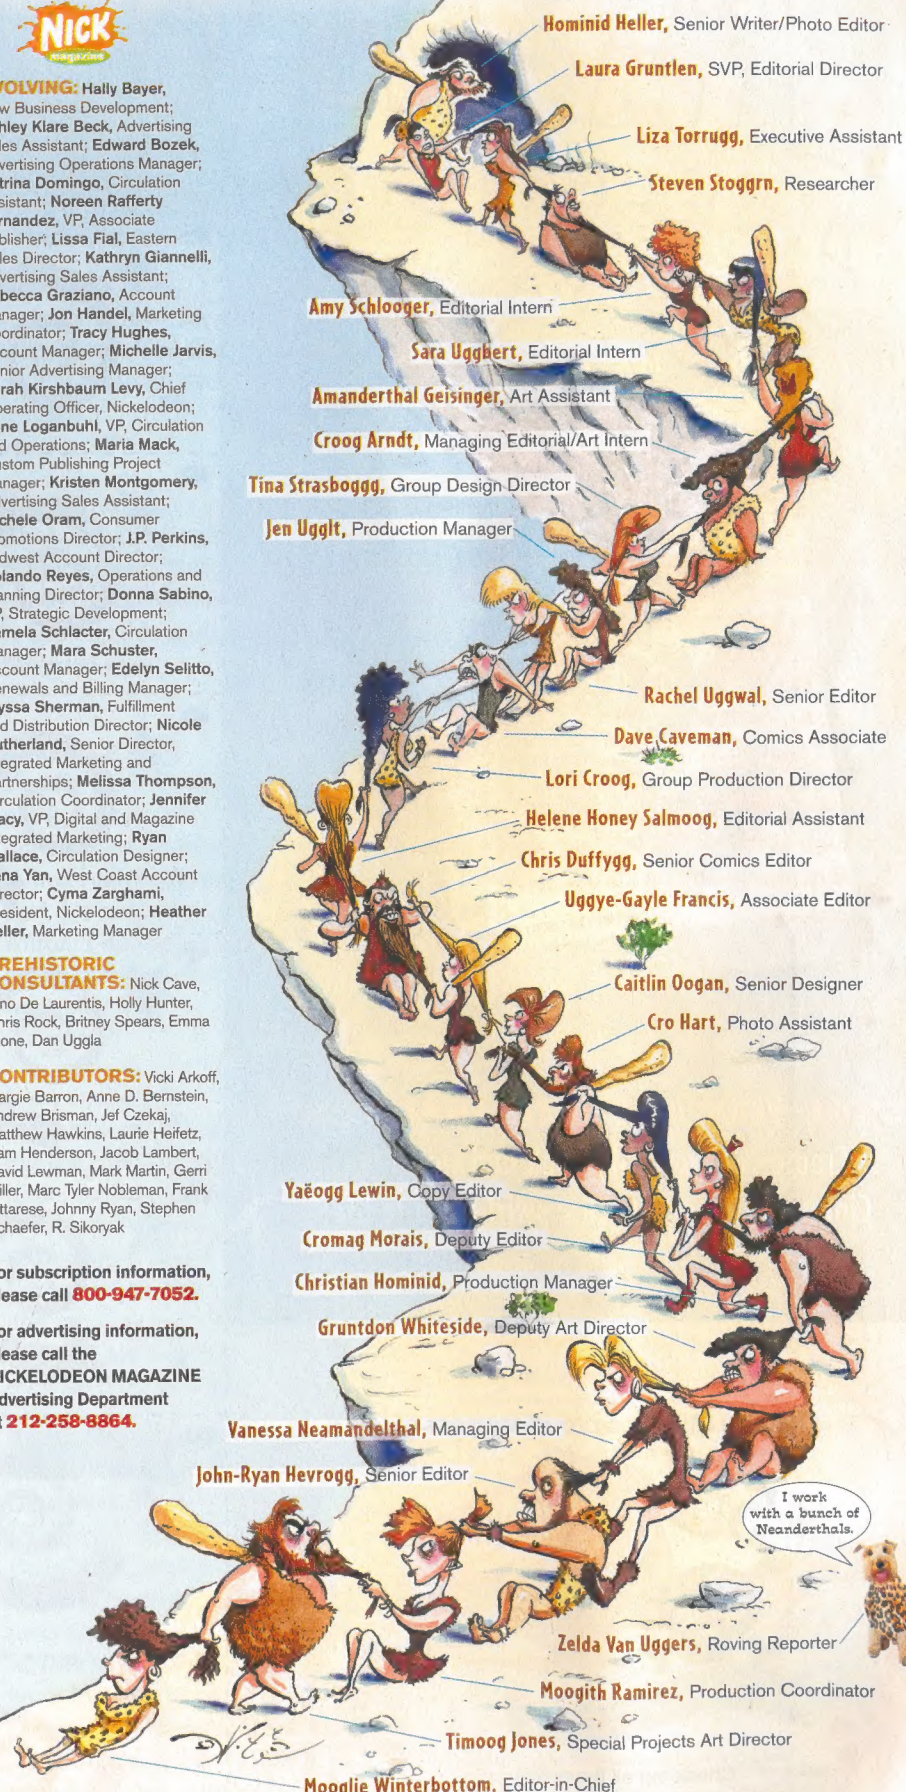 NICK
magazine
VOLVING: Hally Bayer,
w Business Development;
hley Klare Beck, Advertising
les Assistant; Edward Bozek,
vertising Operations Manager;
trina Domingo, Circulation
sistant; Noreen Rafferty
rnandez, VP, Associate
blisher; Lissa Fial, Eastern
les Director; Kathryn Giannelli,
vertising Sales Assistant;
becca Graziano, Account
anager; Jon Handel, Marketing
oordinator; Tracy Hughes,
count Manager; Michelle Jarvis,
nior Advertising Manager;
rah Kirshbaum Levy, Chief
perating Officer, Nickelodeon;
ne Loganbuhl, VP, Circulation
d Operations; Maria Mack,
ustom Publishing Project
anager; Kristen Montgomery,
vertising Sales Assistant;
chele Oram, Consumer
omotions Director; J.P. Perkins,
dwest Account Director;
olando Reyes, Operations and
anning Director; Donna Sabino,
P, Strategic Development;
mela Schlacter, Circulation
anager; Mara Schuster,
ccount Manager; Edelyn Selitto,
enewals and Billing Manager;
yssa Sherman, Fulfillment
d Distribution Director; Nicole
utherland, Senior Director,
tegrated Marketing and
artnerships; Melissa Thompson,
rculation Coordinator; Jennifer
acy, VP, Digital and Magazine
tegrated Marketing; Ryan
allace, Circulation Designer;
ena Yan, West Coast Account
rector; Cyma Zarghami,
esident, Nickelodeon; Heather
eller, Marketing Manager
REHISTORIC
ONSULTANTS: Nick Cave,
no De Laurentis, Holly Hunter,
hris Rock, Britney Spears, Emma
one, Dan Uggla
ONTRIBUTORS: Vicki Arkoff,
argie Barron, Anne D. Bernstein,
ndrew Brisman, Jef Czekaj,
atthew Hawkins, Laurie Heifetz,
am Henderson, Jacob Lambert,
avid Lewman, Mark Martin, Gerri
iller, Marc Tyler Nobleman, Frank
ttarese, Johnny Ryan, Stephen
chaefer, R. Sikoryak
or subscription information,
lease call 800-947-7052.
or advertising information,
lease call the
ICKELODEON MAGAZINE
dvertising Department
t 212-258-8864.
Hominid Heller, Senior Writer/Photo Editor
Laura Gruntlen, SVP, Editorial Director
Liza Torrugg, Executive Assistant
Steven Stoggrn, Researcher
Amy Schlooger, Editorial Intern
Sara Uggbert, Editorial Intern
Amanderthal Geisinger, Art Assistant
Croog Arndt, Managing Editorial/Art Intern
Tina Strasboggg, Group Design Director
Jen Ugglt, Production Manager
Rachel Uggwal, Senior Editor
Dave Caveman, Comics Associate
Lori Croog, Group Production Director
Helene Honey Salmoog, Editorial Assistant
Chris Duffygg, Senior Comics Editor
Uggye-Gayle Francis, Associate Editor
Caitlin Oogan, Senior Designer
Cro Hart, Photo Assistant
Yaëogg Lewin, Copy Editor
Cromag Morais, Deputy Editor
Christian Hominid, Production Manager
Gruntdon Whiteside, Deputy Art Director
Vanessa Neamandelthal, Managing Editor
John-Ryan Hevrogg, Senior Editor
I work
with a bunch of
Neanderthals.
Zelda Van Uggers, Roving Reporter
Moogith Ramirez, Production Coordinator
Timoog Jones, Special Projects Art Director
Mooglie Winterbottom, Editor-in-Chief